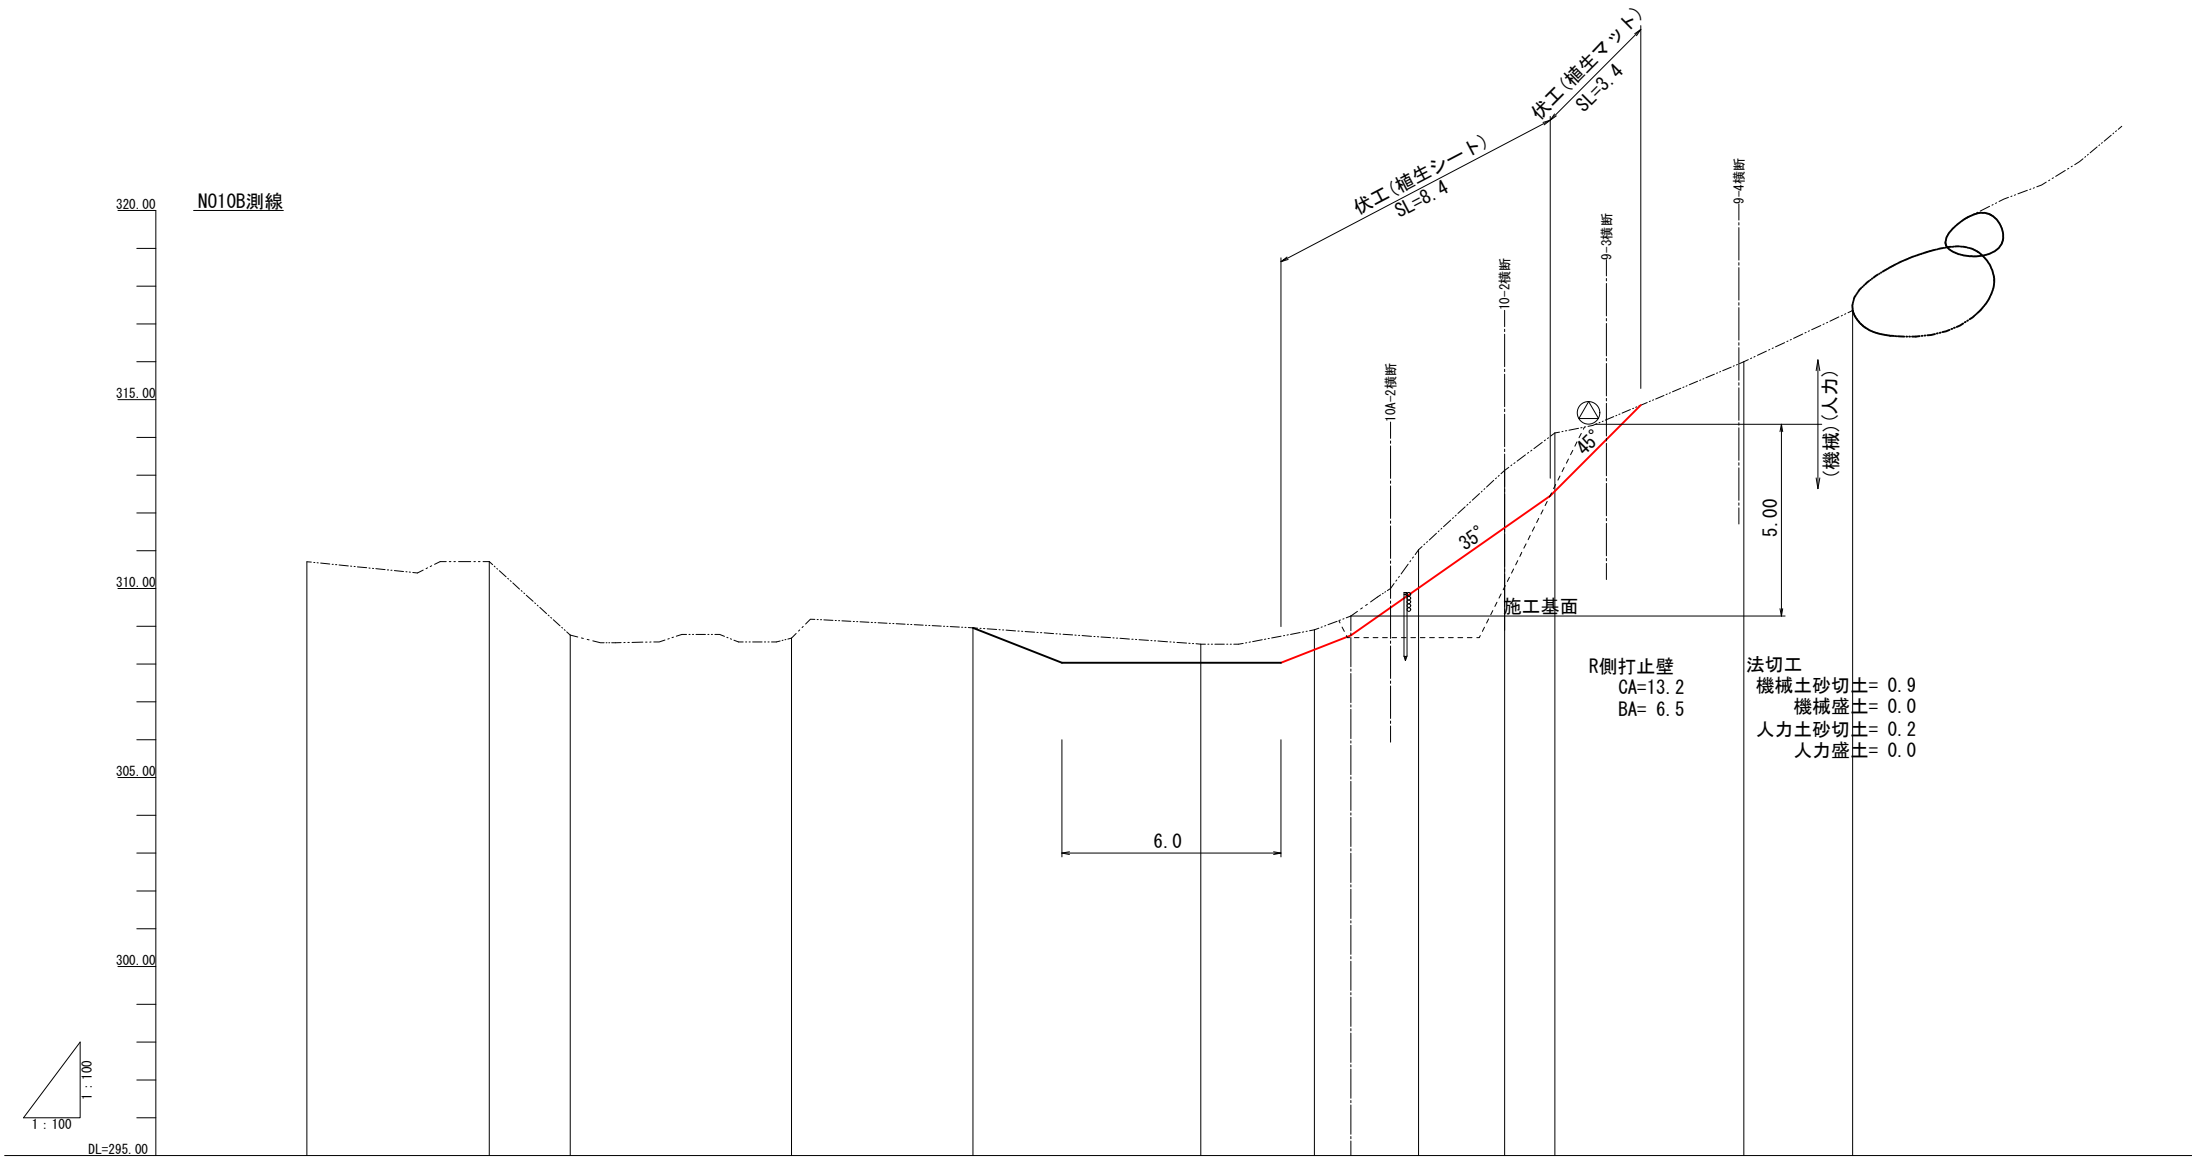 伏工(植生マット)
SL=3.4
伏工(植生シート)
SL=8.4
NO10B測線
320.00
315.00
310.00
305.00
300.00
DL=295.00
9-4横断
9-3横断
10-2横断
10A-2横断
(人力)
(機械)
45°
35°
5.00
施工基面
R側打止壁
CA=13.2
BA= 6.5
法切工
機械土砂切土= 0.9
機械盛土= 0.0
人力土砂切土= 0.2
人力盛土= 0.0
6.0
1:100
1:100